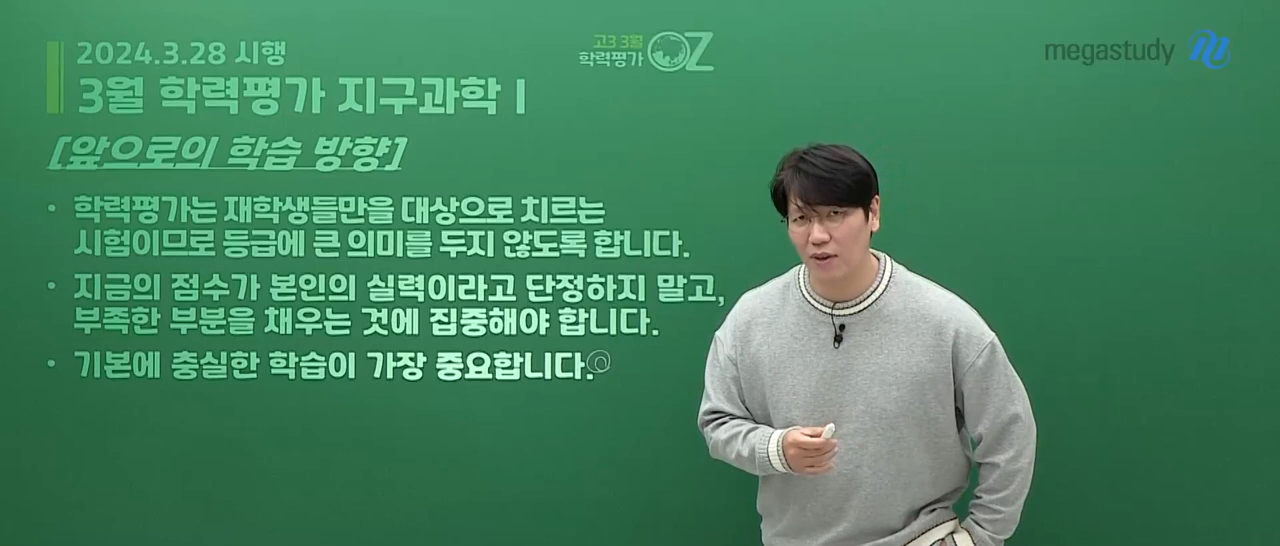 2024.3.28 시행
3월 학력평가 지구과학 I
[앞으로의 학습 방향]
• 학력평가는 재학생들만을 대상으로 치르는
시험이므로 등급에 큰 의미를 두지 않도록 합니다.
• 지금의 점수가 본인의 실력이라고 단정하지 말고,
부족한 부분을 채우는 것에 집중해야 합니다.
• 기본에 충실한 학습이 가장 중요합니다.
고3 3월
학력평가 OZ
megastudy